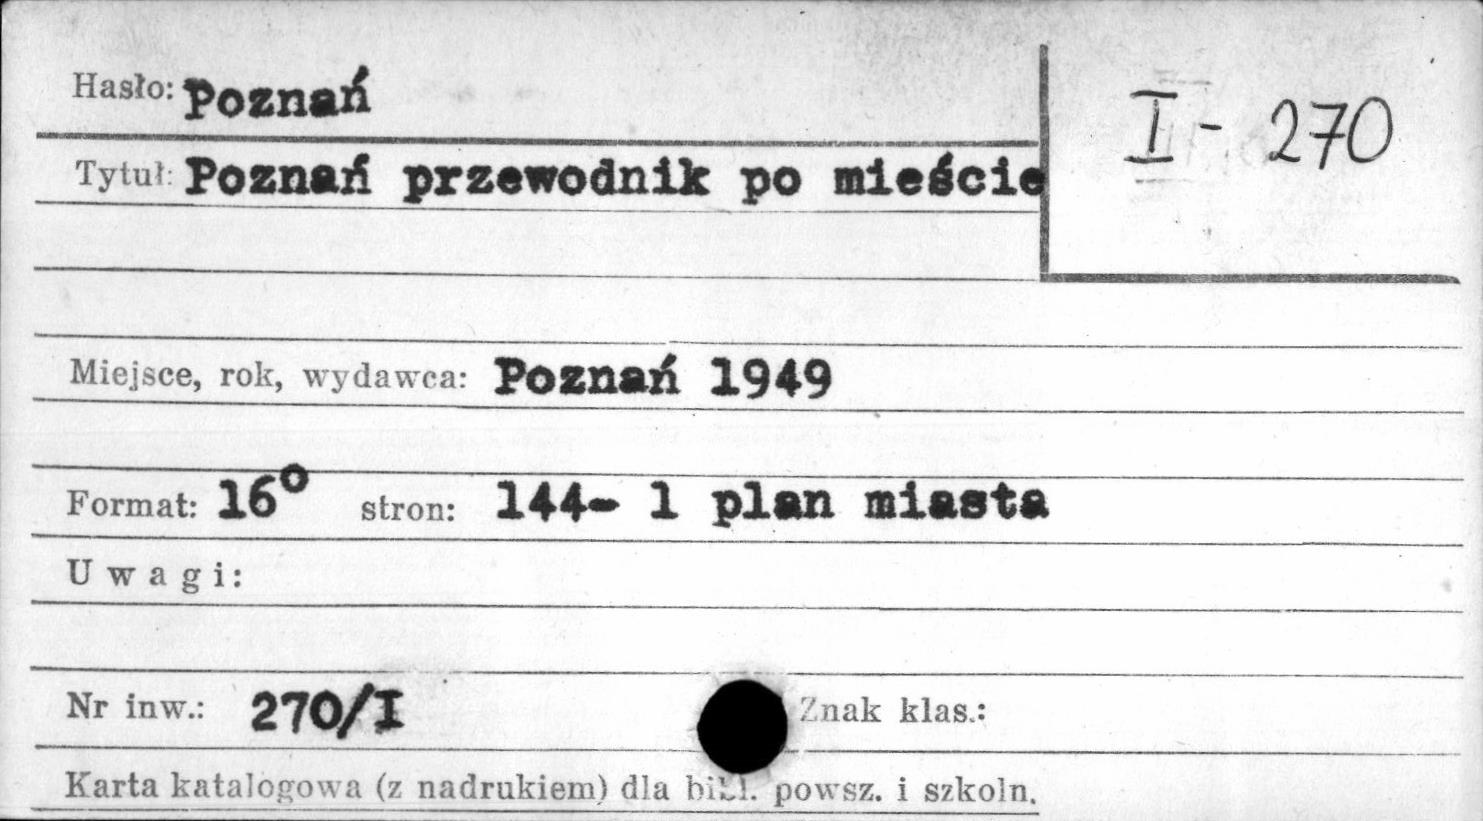 Hasło: Poznań
I - 270
Tytuł: Poznań przewodnik po mieście
Miejsce, rok, wydawca: Poznań 1949
Format: 16° stron: 144- 1 plan miasta
Uwagi:
Nr inw.: 270/I Znak klas.:
Karta katalogowa (z nadrukiem) dla bibl. powsz. i szkoln.